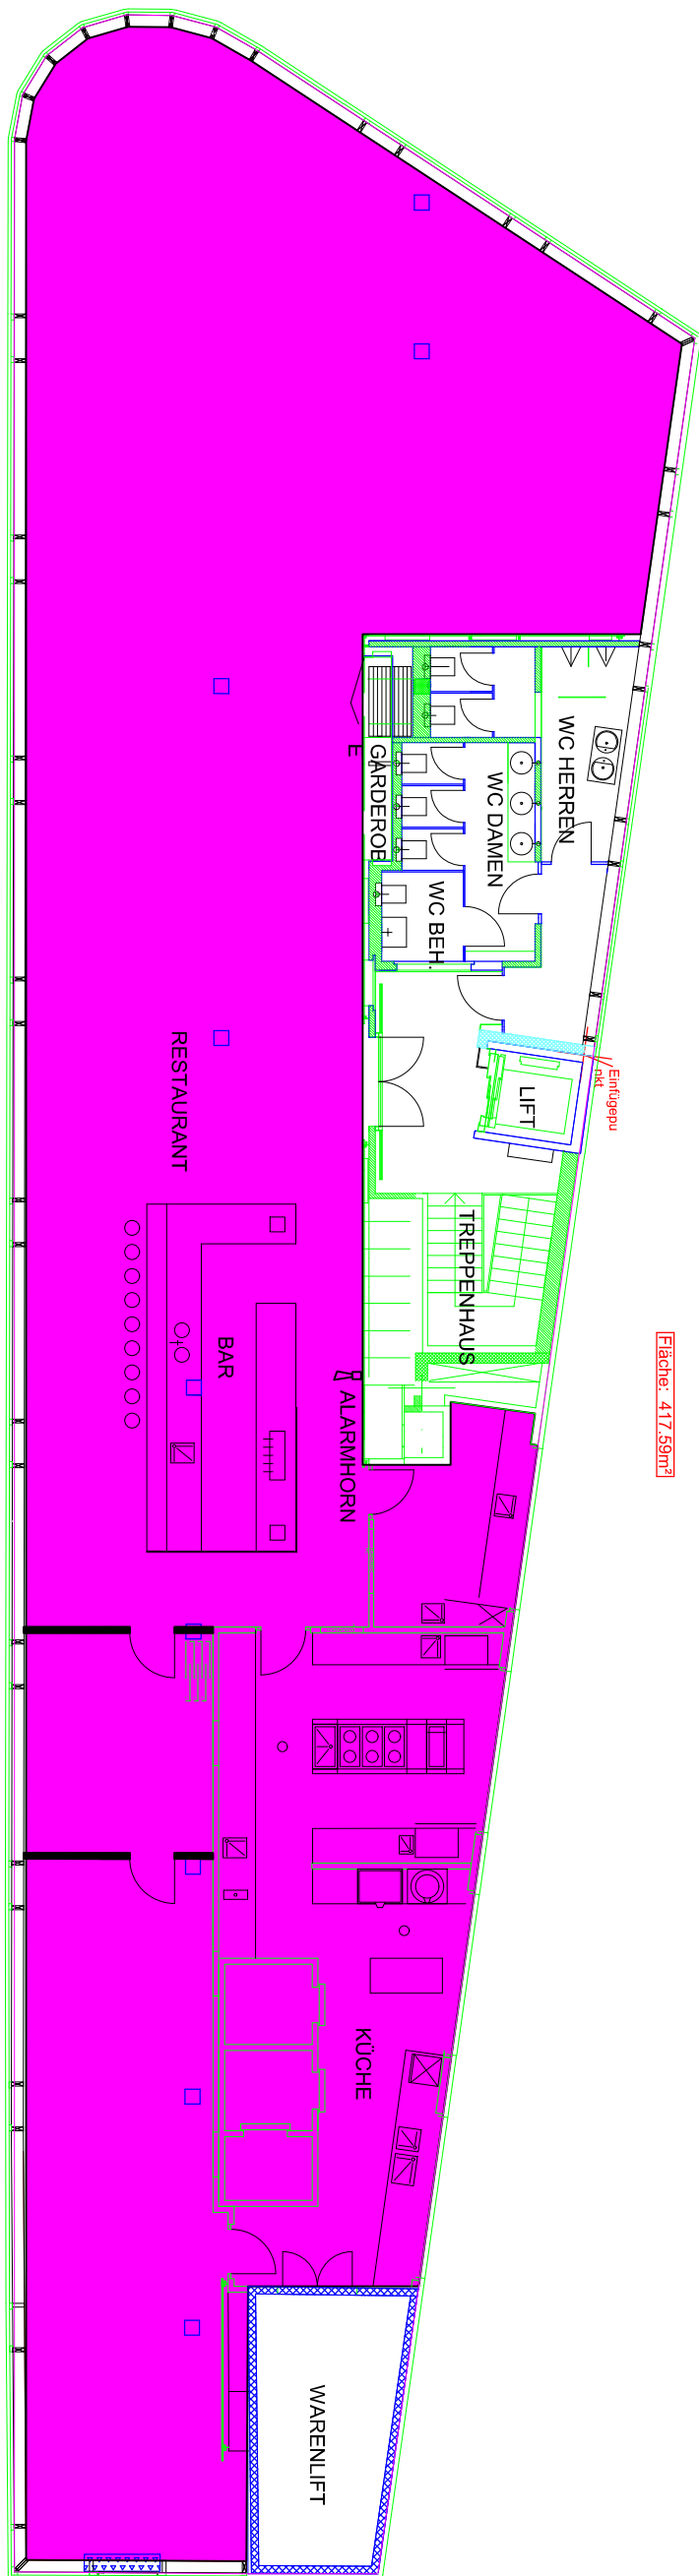 WC HERREN
WC DAMEN
GARDEROB
E
WC BEH.
Einfügepu
nkt
LIFT
RESTAURANT
TREPPENHAUS
BAR
ALARMHORN
Fläche: 417.59m²
KÜCHE
WARENLIFT